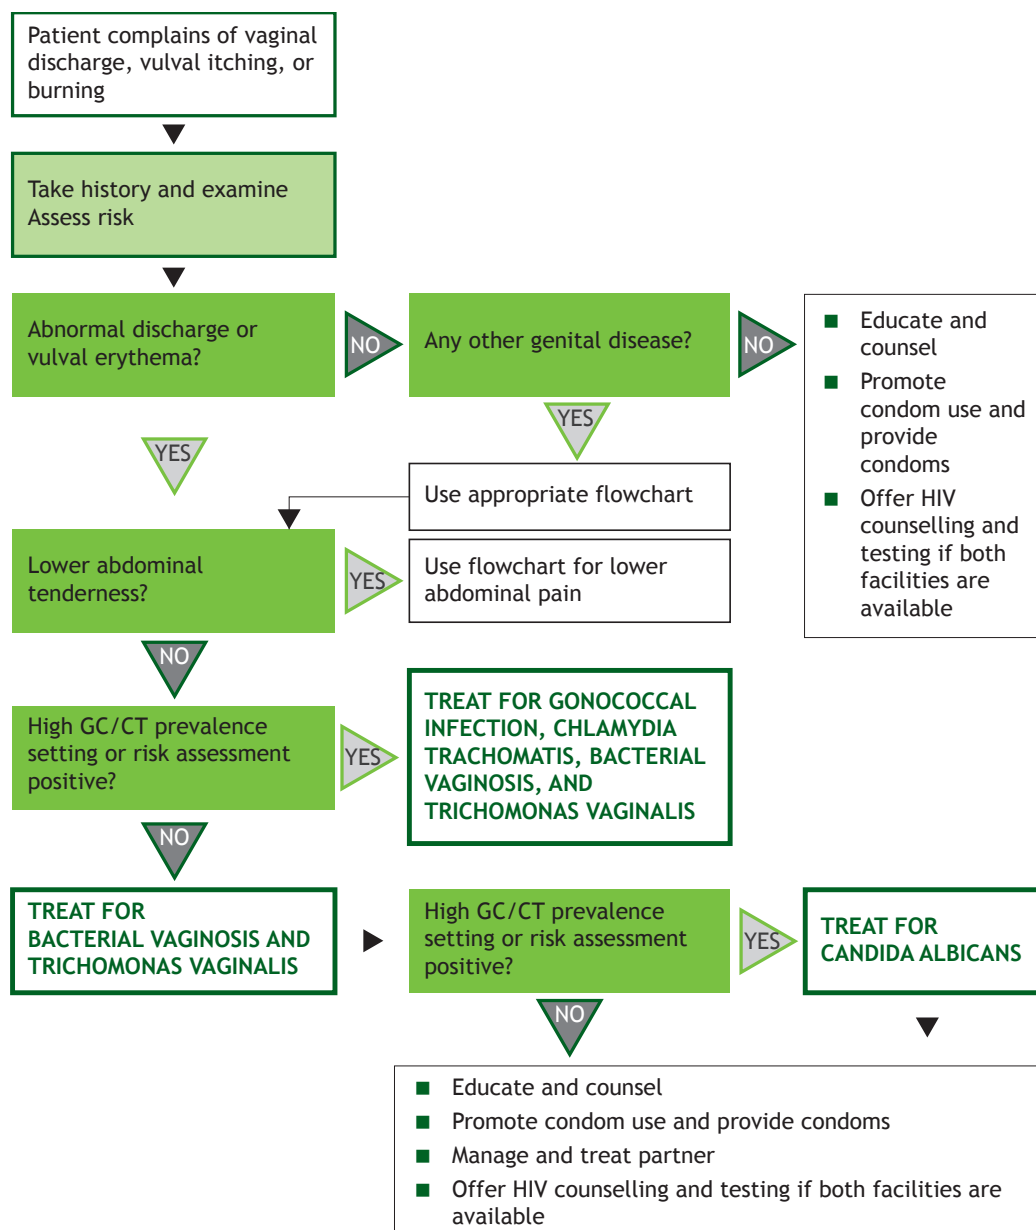 Patient complains of vaginal
discharge, vulval itching, or
burning
Take history and examine
Assess risk
Abnormal discharge or
vulval erythema?
NO
Any other genital disease?
NO
■ Educate and
counsel
■ Promote
condom use and
provide
condoms
■ Offer HIV
counselling and
testing if both
facilities are
available
YES
YES
Use appropriate flowchart
Lower abdominal
tenderness?
YES
Use flowchart for lower
abdominal pain
NO
High GC/CT prevalence
setting or risk assessment
positive?
YES
TREAT FOR GONOCOCCAL
INFECTION, CHLAMYDIA
TRACHOMATIS, BACTERIAL
VAGINOSIS, AND
TRICHOMONAS VAGINALIS
NO
TREAT FOR
BACTERIAL VAGINOSIS AND
TRICHOMONAS VAGINALIS
High GC/CT prevalence
setting or risk assessment
positive?
YES
TREAT FOR
CANDIDA ALBICANS
NO
■ Educate and counsel
■ Promote condom use and provide condoms
■ Manage and treat partner
■ Offer HIV counselling and testing if both facilities are
available